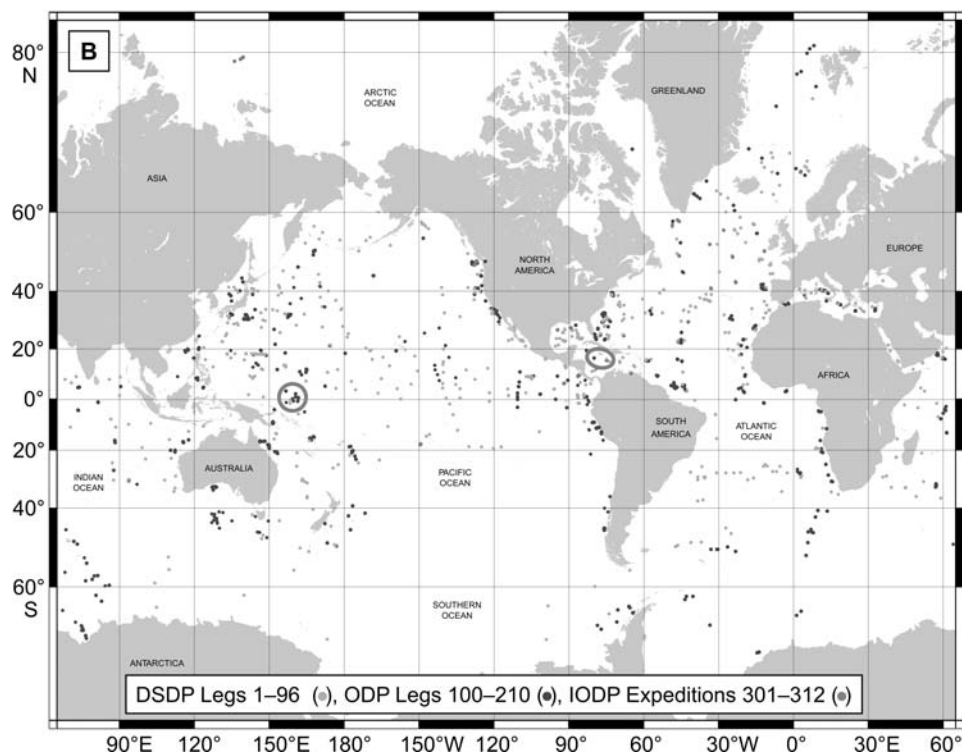 B
80°
N
ARCTIC
OCEAN
GREENLAND
ASIA
60°
EUROPE
NORTH
AMERICA
40°
20°
AFRICA
0°
SOUTH
AMERICA
ATLANTIC
OCEAN
20°
AUSTRALIA
INDIAN
OCEAN
PACIFIC
OCEAN
40°
60°
S
SOUTHERN
OCEAN
ANTARCTICA
DSDP Legs 1–96 (●), ODP Legs 100–210 (●), IODP Expeditions 301–312 (●)
90°E 120° 150°E 180° 150°W 120° 90° 60° 30°W 0° 30°E 60°